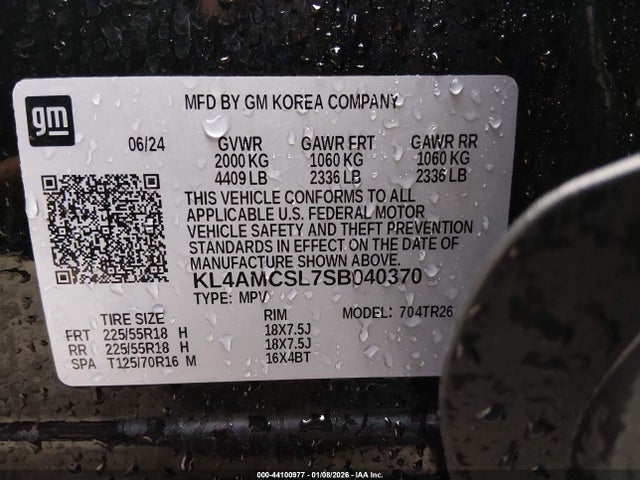 gm
MFD BY GM KOREA COMPANY
06/24 GVWR GAWR FRT GAWR RR
2000 KG 1060 KG 1060 KG
4409 LB 2336 LB 2336 LB
THIS VEHICLE CONFORMS TO ALL
APPLICABLE U.S. FEDERAL MOTOR
VEHICLE SAFETY AND THEFT PREVENTION
STANDARDS IN EFFECT ON THE DATE OF
MANUFACTURE SHOWN ABOVE.
KL4AMCSL7SB040370
TYPE: MPV MODEL: 704TR26
TIRE SIZE RIM
FRT 225/55R18 H 18X7.5J
RR 225/55R18 H 18X7.5J
SPA T125/70R16 M 16X4BT
000-44100977 - 01/08/2026 - IAA Inc.